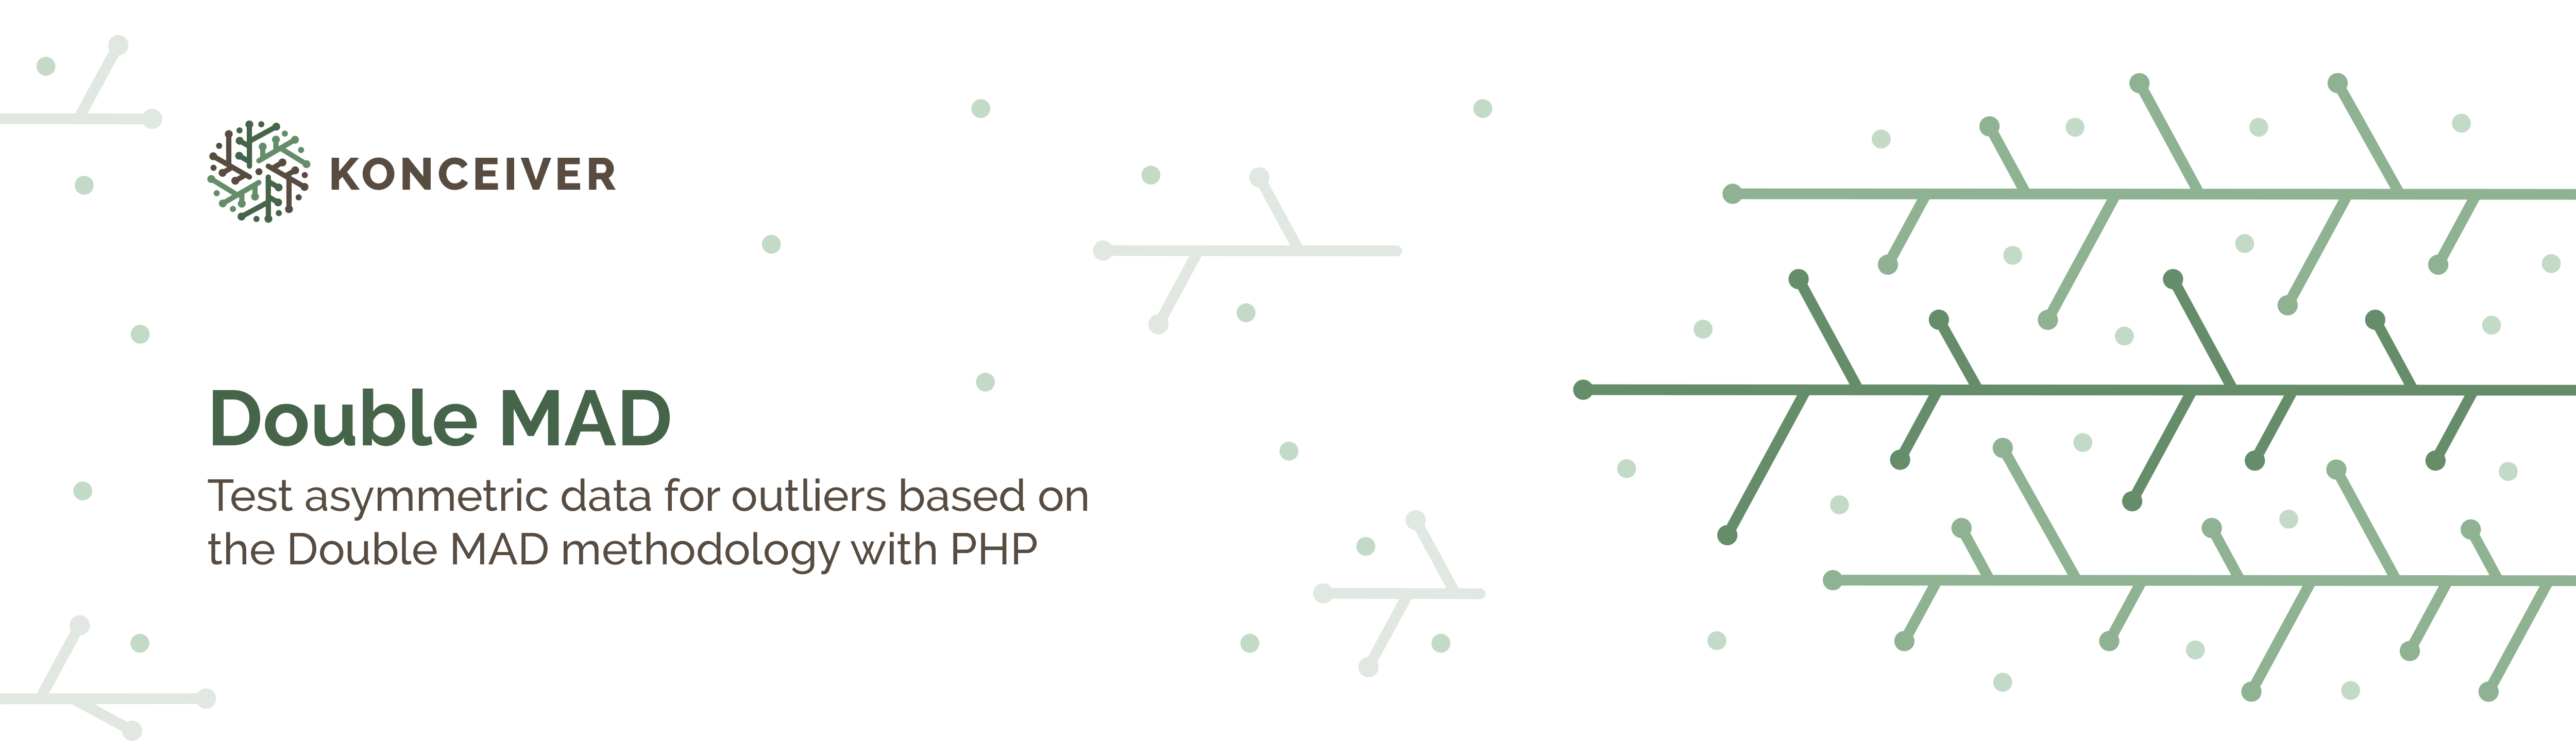 KONCEIVER
Double MAD
Test asymmetric data for outliers based on
the Double MAD methodology with PHP